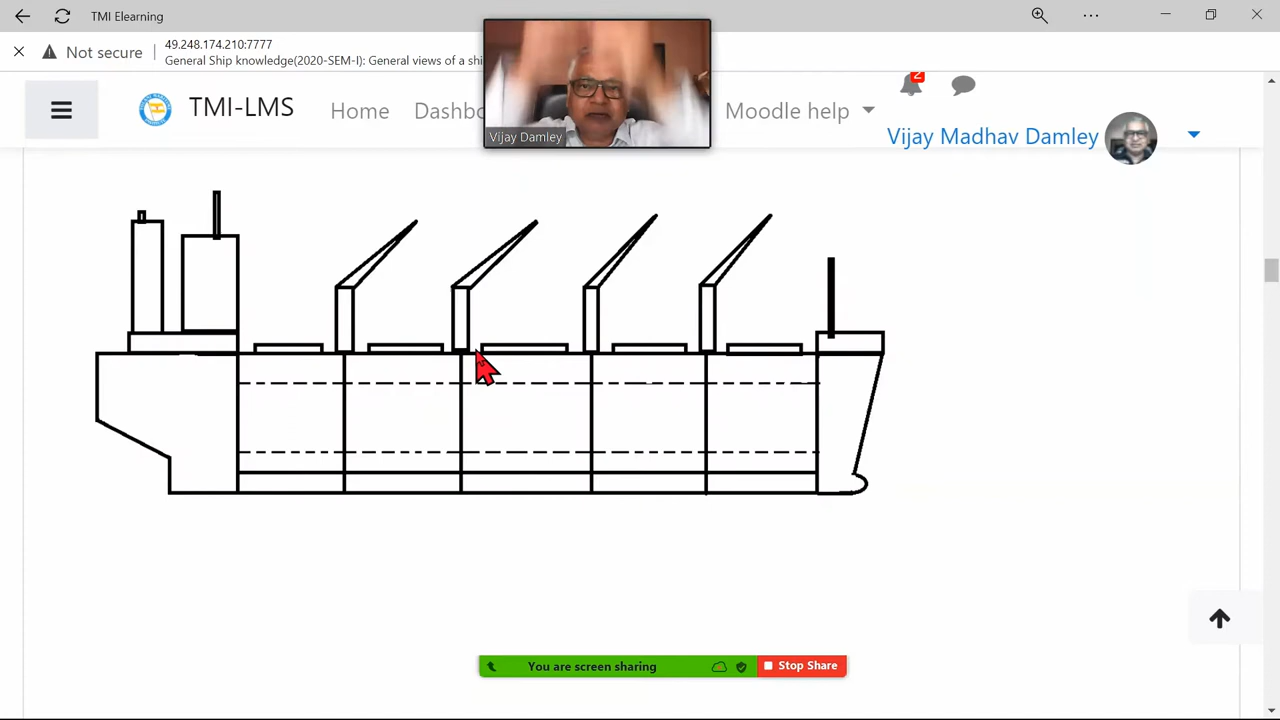 TMI Elearning
Not secure
49.248.174.210:7777
General Ship knowledge(2020-SEM-I): General views of a shi
TMI-LMS
Home
Dashbo
Moodle help
2
Vijay Madhav Damley
Vijay Damley
You are screen sharing
Stop Share